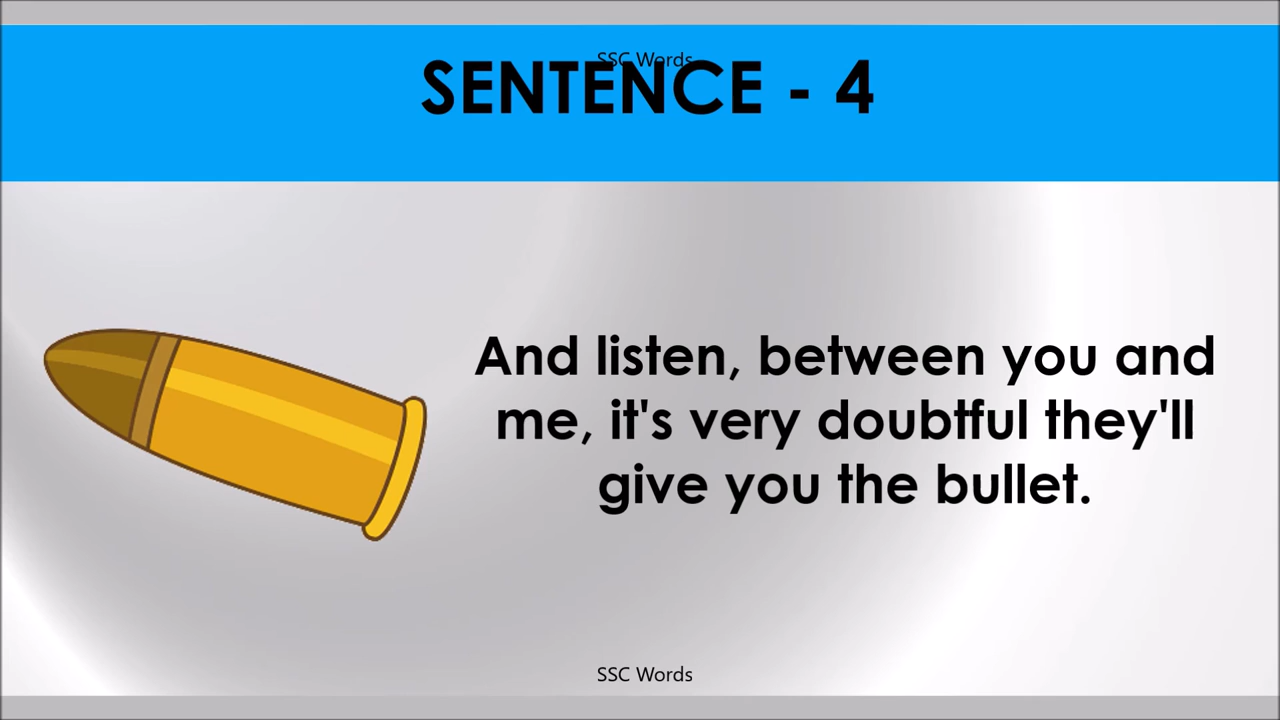 SSC Words
SENTENCE - 4
And listen, between you and
me, it's very doubtful they'll
give you the bullet.
SSC Words